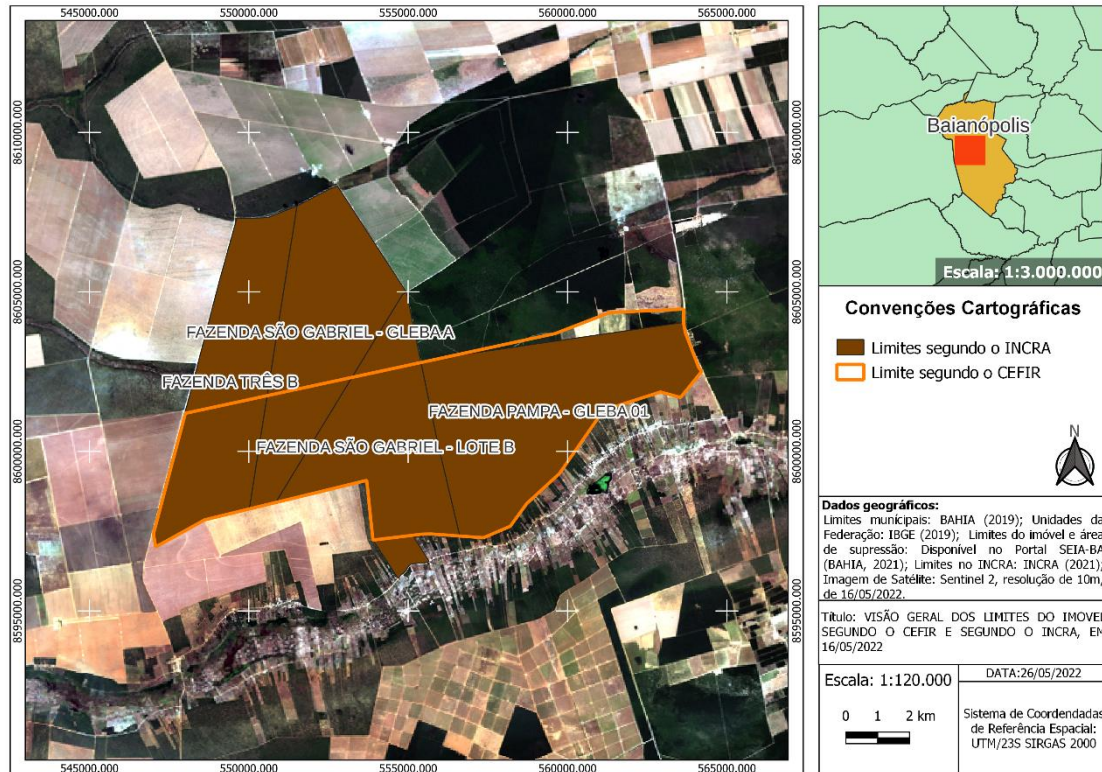 545000.000 550000.000 555000.000 560000.000 565000.000
8610000.000 8610000.000
8605000.000 8605000.000
8600000.000 8600000.000
8595000.000 8595000.000
FAZENDA SÃO GABRIEL - GLEBA A
FAZENDA TRÊS B
FAZENDA PAMPA - GLEBA 01
FAZENDA SÃO GABRIEL - LOTE B
545000.000 550000.000 555000.000 560000.000 565000.000
Baianópolis
Escala: 1:3.000.000
Convenções Cartográficas
Limites segundo o INCRA
Limite segundo o CEFIR
N
Dados geográficos:
Limites municipais: BAHIA (2019); Unidades da
Federação: IBGE (2019); Limites do imóvel e área
de supressão: Disponível no Portal SEIA-BA
(BAHIA, 2021); Limites no INCRA: INCRA (2021);
Imagem de Satélite: Sentinel 2, resolução de 10m,
de 16/05/2022.
Título: VISÃO GERAL DOS LIMITES DO IMOVEL
SEGUNDO O CEFIR E SEGUNDO O INCRA, EM
16/05/2022
Escala: 1:120.000
0 1 2 km
DATA:26/05/2022
Sistema de Coordendadas
de Referência Espacial:
UTM/23S SIRGAS 2000